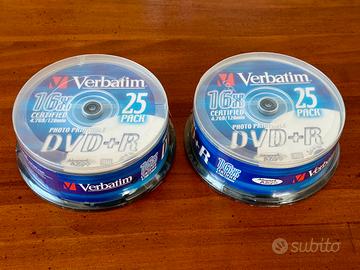 Verbatim
16x
CERTIFIED
4.7GB/120min
25
PACK
PHOTO PRINTABLE
DVD+R
Verbatim
16x
Verbatim
16x
CERTIFIED
4.7GB/120min
25
PACK
PHOTO PRINTABLE
DVD+R
+R
16x
Verbatim
subito